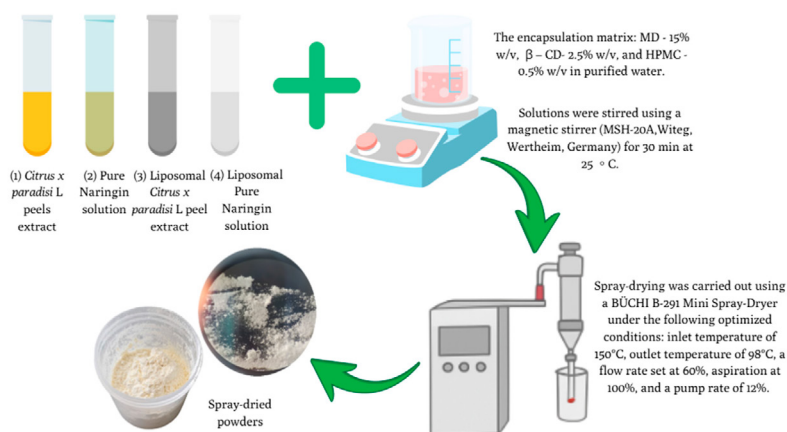 The encapsulation matrix: MD - 15%
w/v, β – CD- 2.5% w/v, and HPMC -
0.5% w/v in purified water.
Solutions were stirred using a
magnetic stirrer (MSH-20A,Witeg,
Wertheim, Germany) for 30 min at
25 °C.
(1) Citrus x
paradisi L
peels
extract
(2) Pure
Naringin
solution
(3) Liposomal
Citrus x
paradisi L peel
extract
(4) Liposomal
Pure
Naringin
solution
Spray-drying was carried out using
a BÜCHI B-291 Mini Spray-Dryer
under the following optimized
conditions: inlet temperature of
150°C, outlet temperature of 98°C, a
flow rate set at 60%, aspiration at
100%, and a pump rate of 12%.
Spray-dried
powders